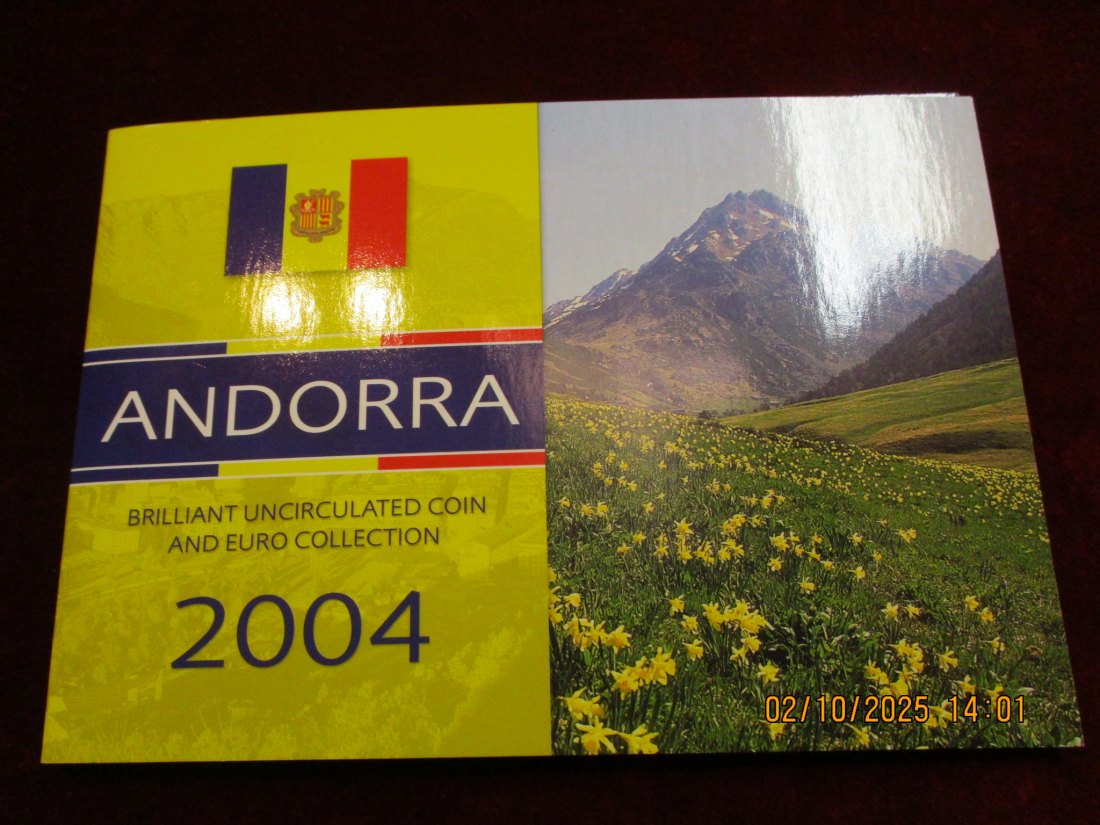 ANDORRA
BRILLIANT UNCIRCULATED COIN
AND EURO COLLECTION
2004
02/10/2025 14:01